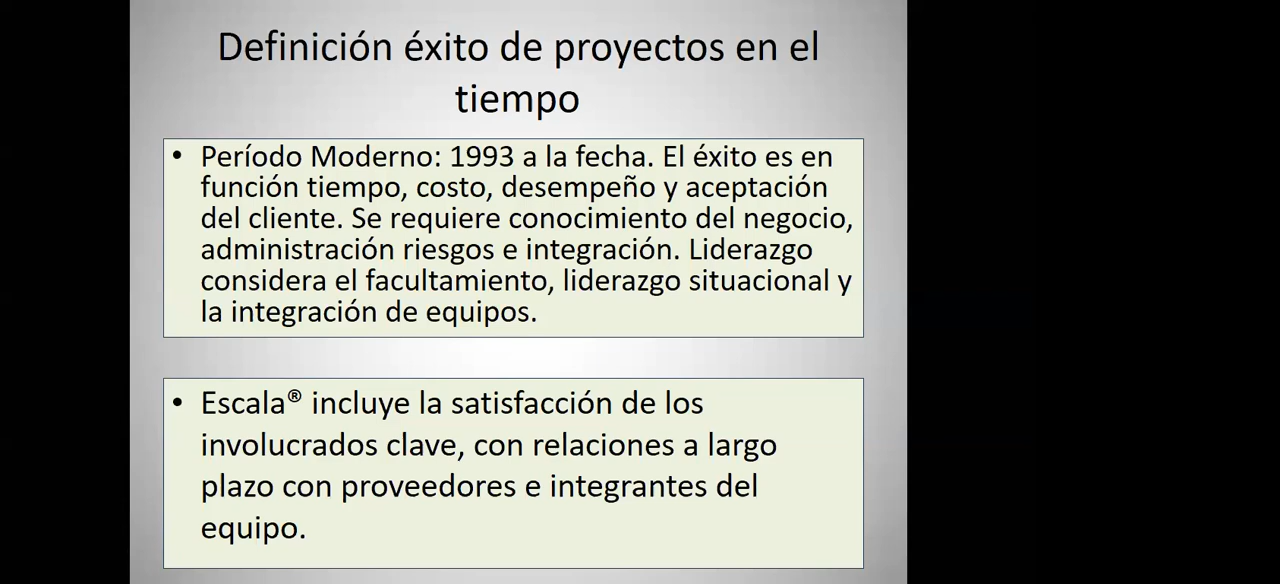 Definición éxito de proyectos en el
tiempo
• Período Moderno: 1993 a la fecha. El éxito es en
función tiempo, costo, desempeño y aceptación
del cliente. Se requiere conocimiento del negocio,
administración riesgos e integración. Liderazgo
considera el facultamiento, liderazgo situacional y
la integración de equipos.
• Escala® incluye la satisfacción de los
involucrados clave, con relaciones a largo
plazo con proveedores e integrantes del
equipo.